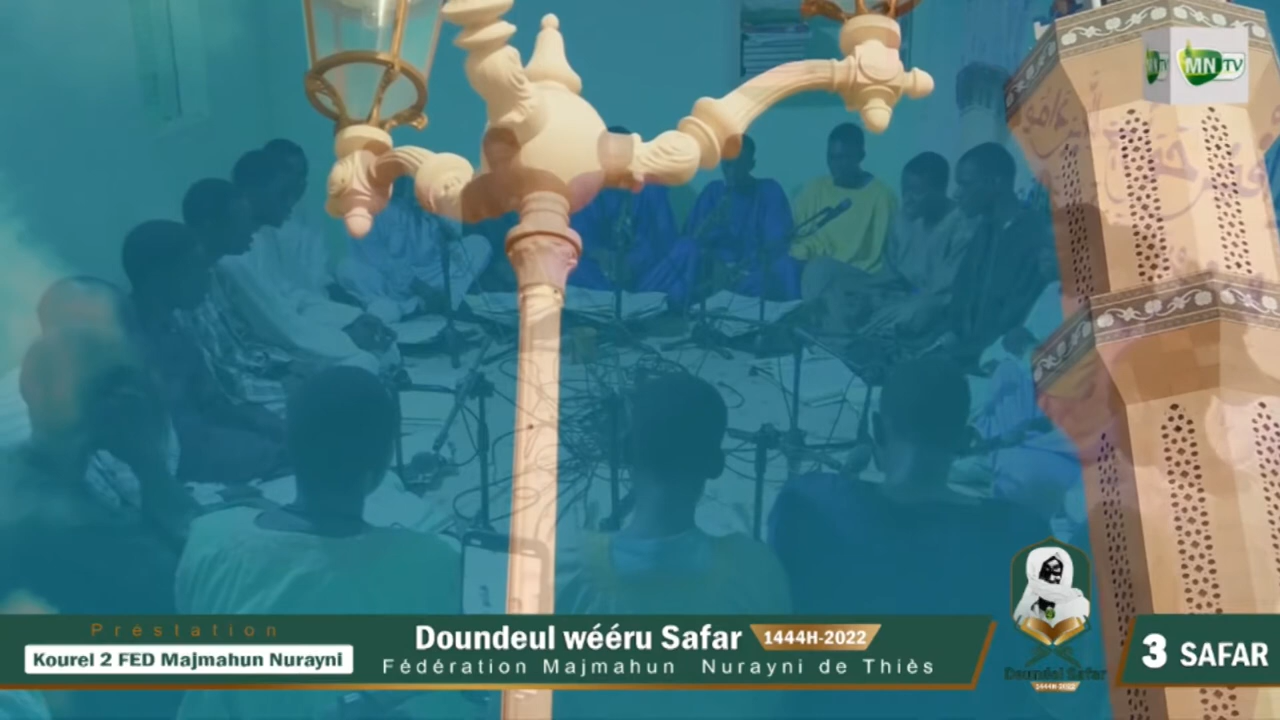 MN TV
Préstation
Kourel 2 FED Majmahun Nurayni
Doundeul wééru Safar
1444H-2022
Fédération Majmahun Nurayni de Thiès
Doundeul Safar
1444H-2022
3 SAFAR